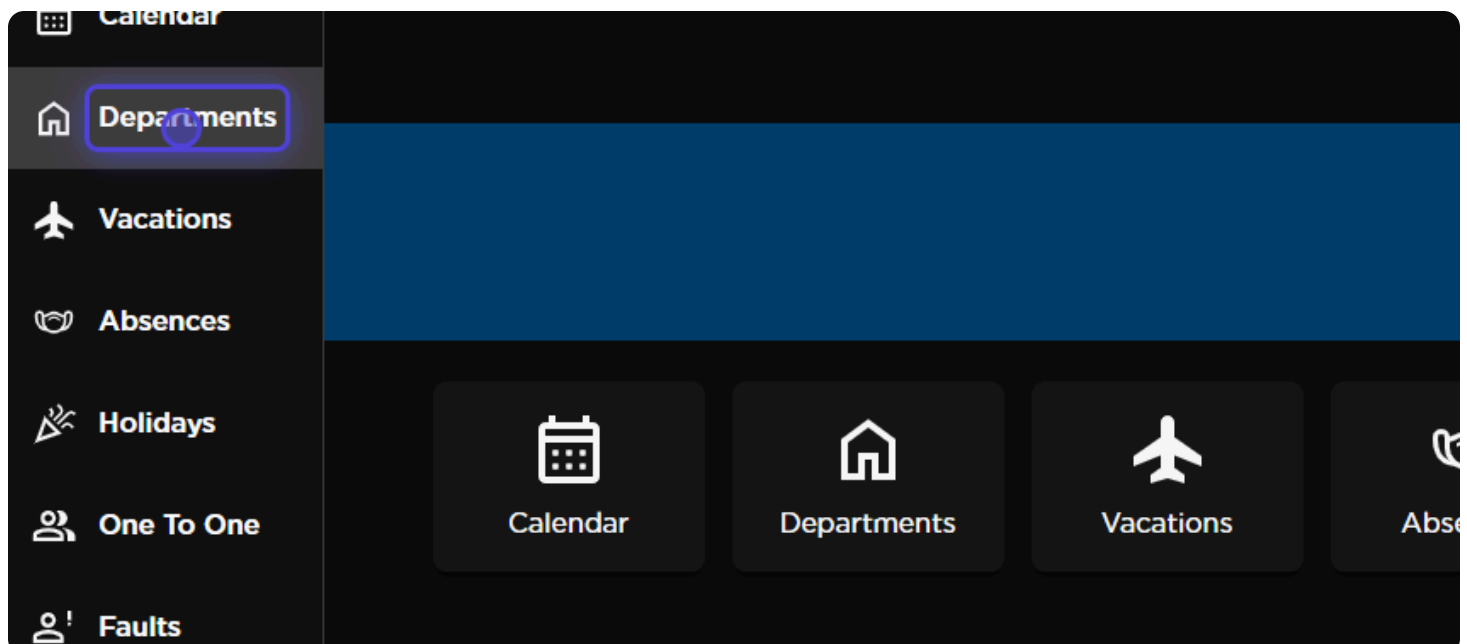 Calendar
Departments
Vacations
Absences
Holidays
One To One
Faults
Calendar
Departments
Vacations